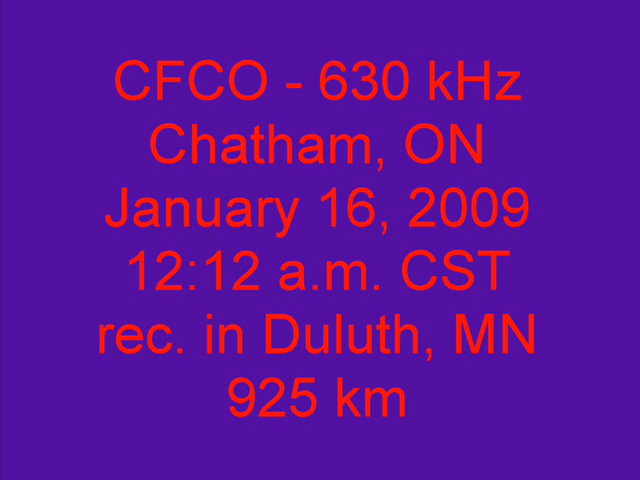 CFCO - 630 kHz
Chatham, ON
January 16, 2009
12:12 a.m. CST
rec. in Duluth, MN
925 km